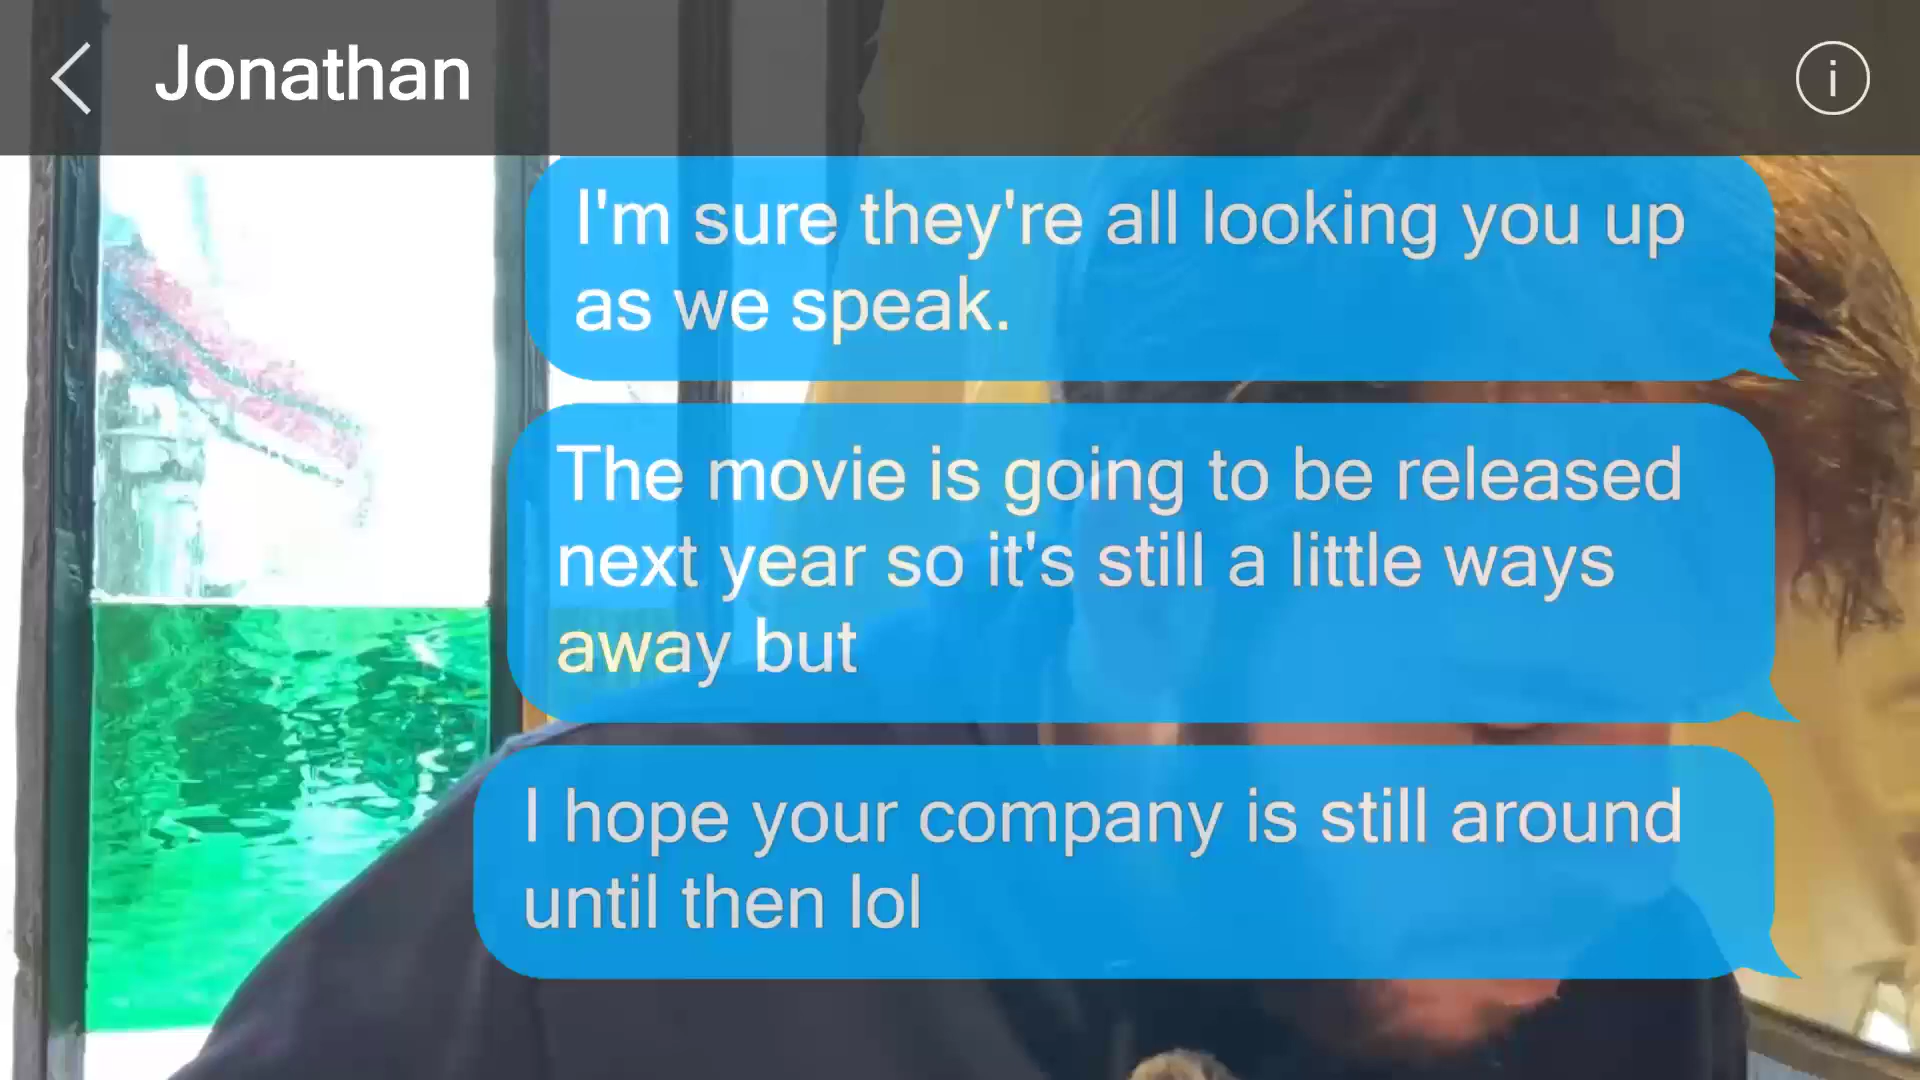 Jonathan
I'm sure they're all looking you up
as we speak.
The movie is going to be released
next year so it's still a little ways
away but
I hope your company is still around
until then lol